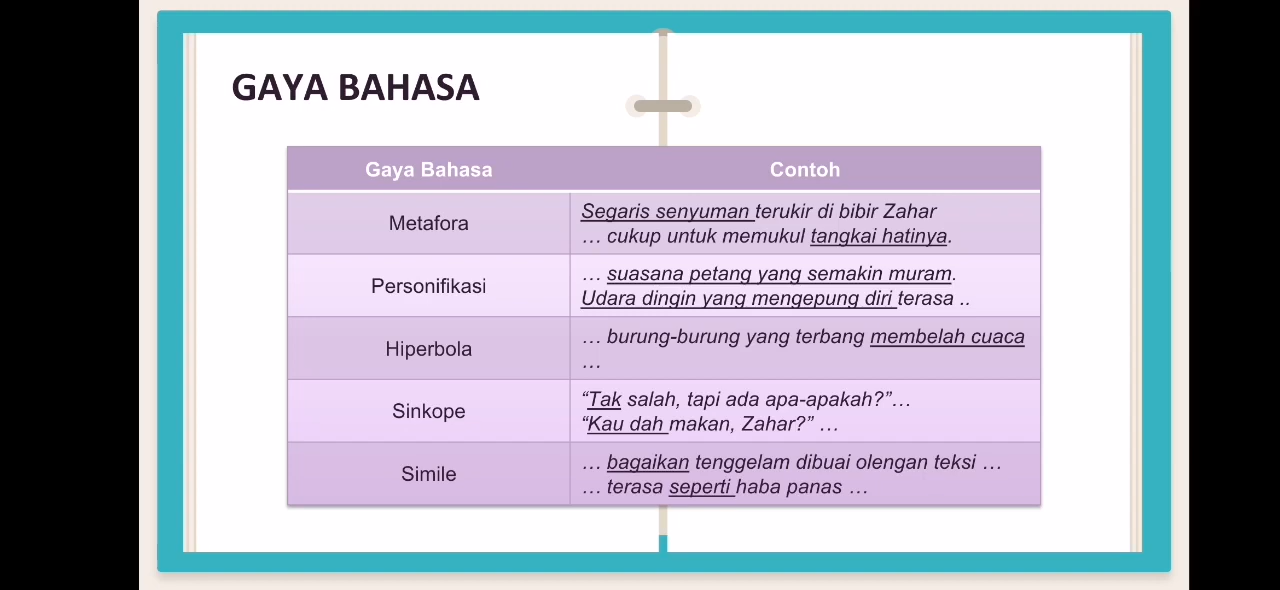 GAYA BAHASA
Gaya Bahasa
Contoh
Metafora
Segaris senyuman terukir di bibir Zahar
… cukup untuk memukul tangkai hatinya.
Personifikasi
… suasana petang yang semakin muram.
Udara dingin yang mengepung diri terasa ..
Hiperbola
… burung-burung yang terbang membelah cuaca
…
Sinkope
“Tak salah, tapi ada apa-apakah?”…
“Kau dah makan, Zahar?” …
Simile
… bagaikan tenggelam dibuai olengan teksi …
… terasa seperti haba panas …